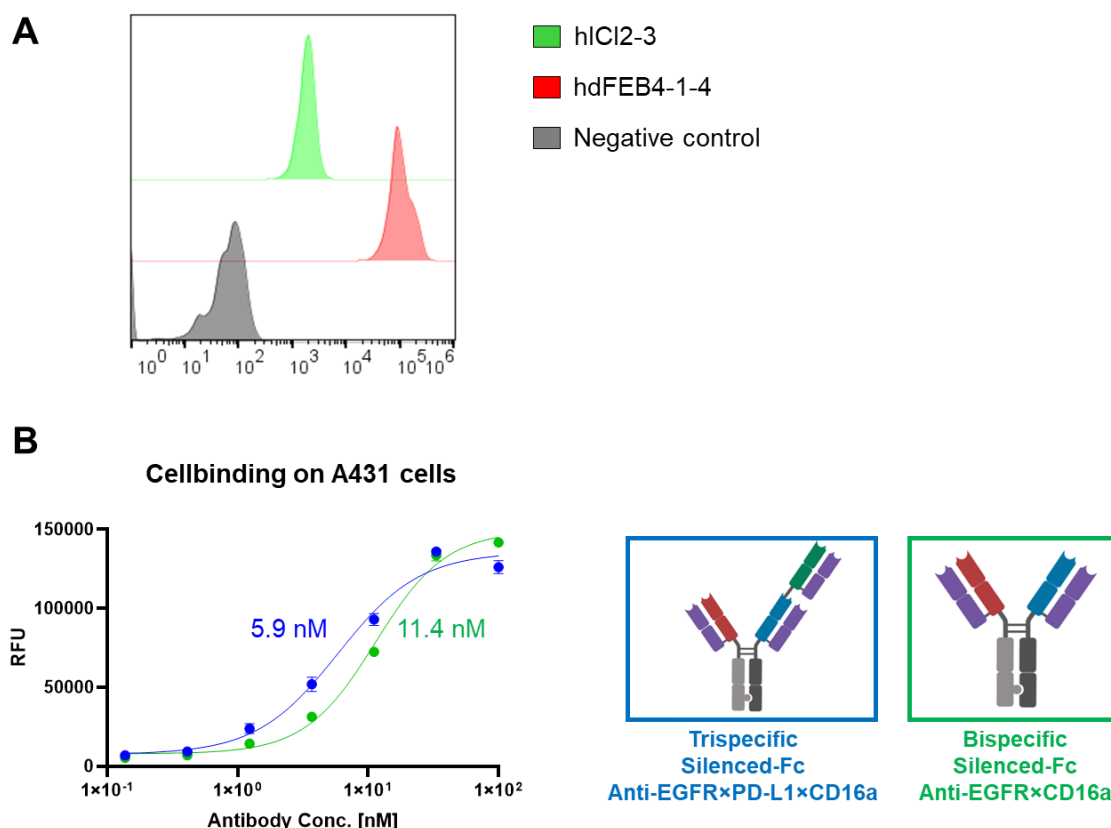 A
hICI2-3
hdFEB4-1-4
Negative control
10^0 10^1 10^2 10^3 10^4 10^5 10^6
B
Cellbinding on A431 cells
150000
100000
50000
0
RFU
5.9 nM
11.4 nM
1×10^-1 1×10^0 1×10^1 1×10^2
Antibody Conc. [nM]
Trispecific
Silenced-Fc
Anti-EGFR×PD-L1×CD16a
Bispecific
Silenced-Fc
Anti-EGFR×CD16a